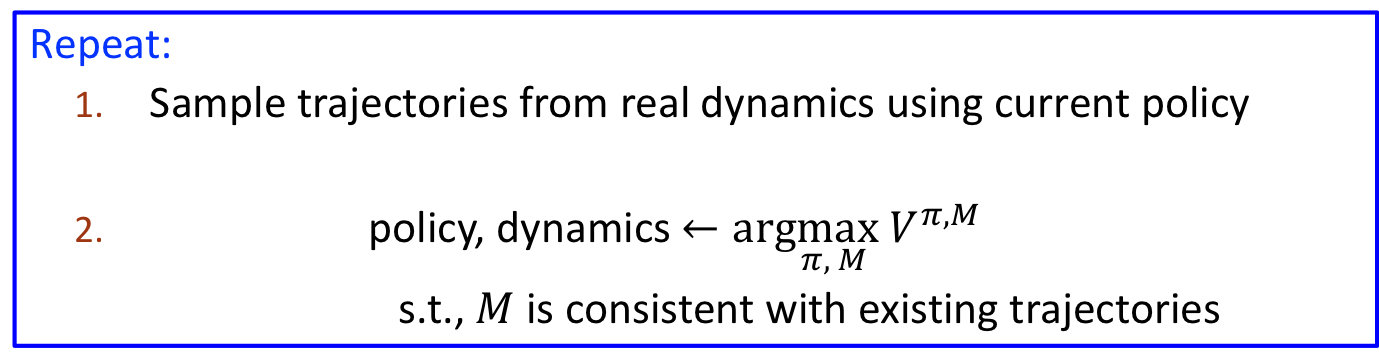 Repeat:
1. Sample trajectories from real dynamics using current policy
2. policy, dynamics ← argmax V^{π,M}
π, M
s.t., M is consistent with existing trajectories